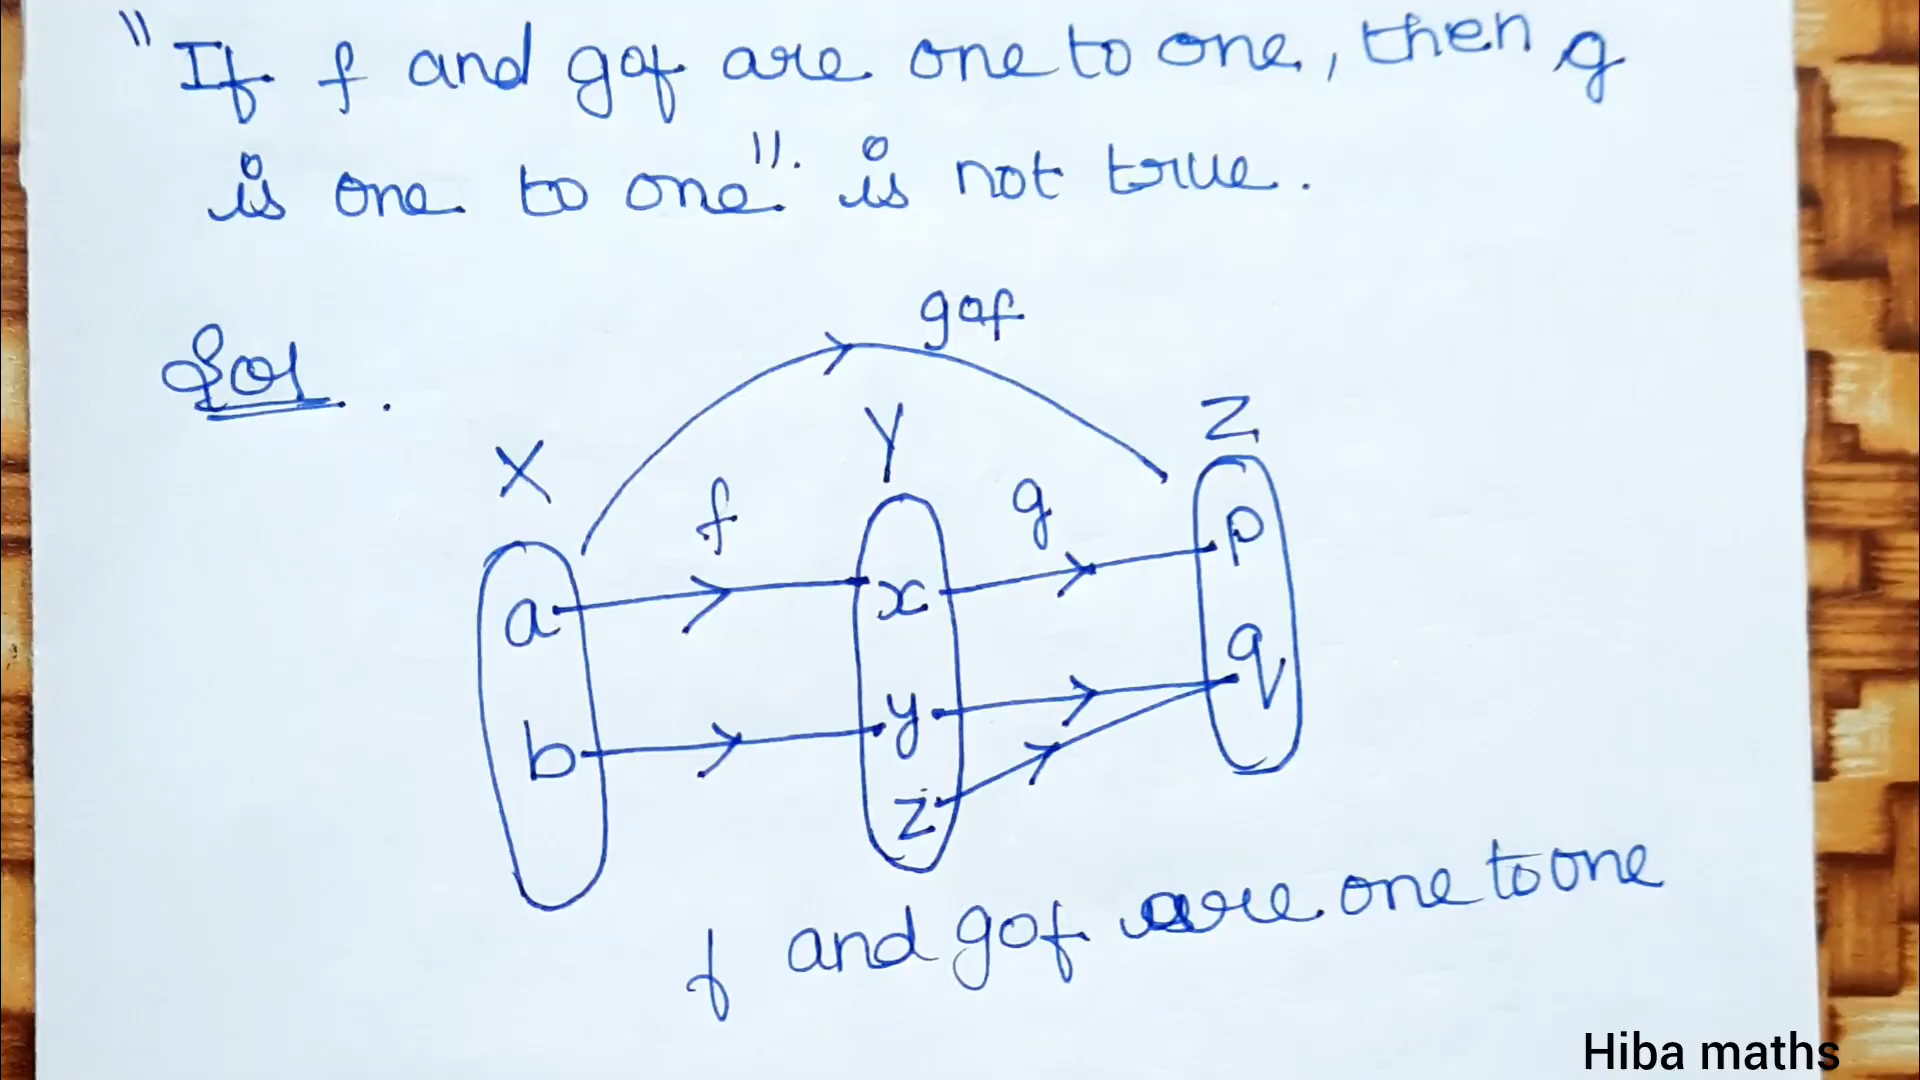 "If f and gof are one to one, then g
is one to one". is not true.
Sol.
gof
X
Y
Z
f
g
a
b
x
y
z
p
q
f and gof are one to one
Hiba maths